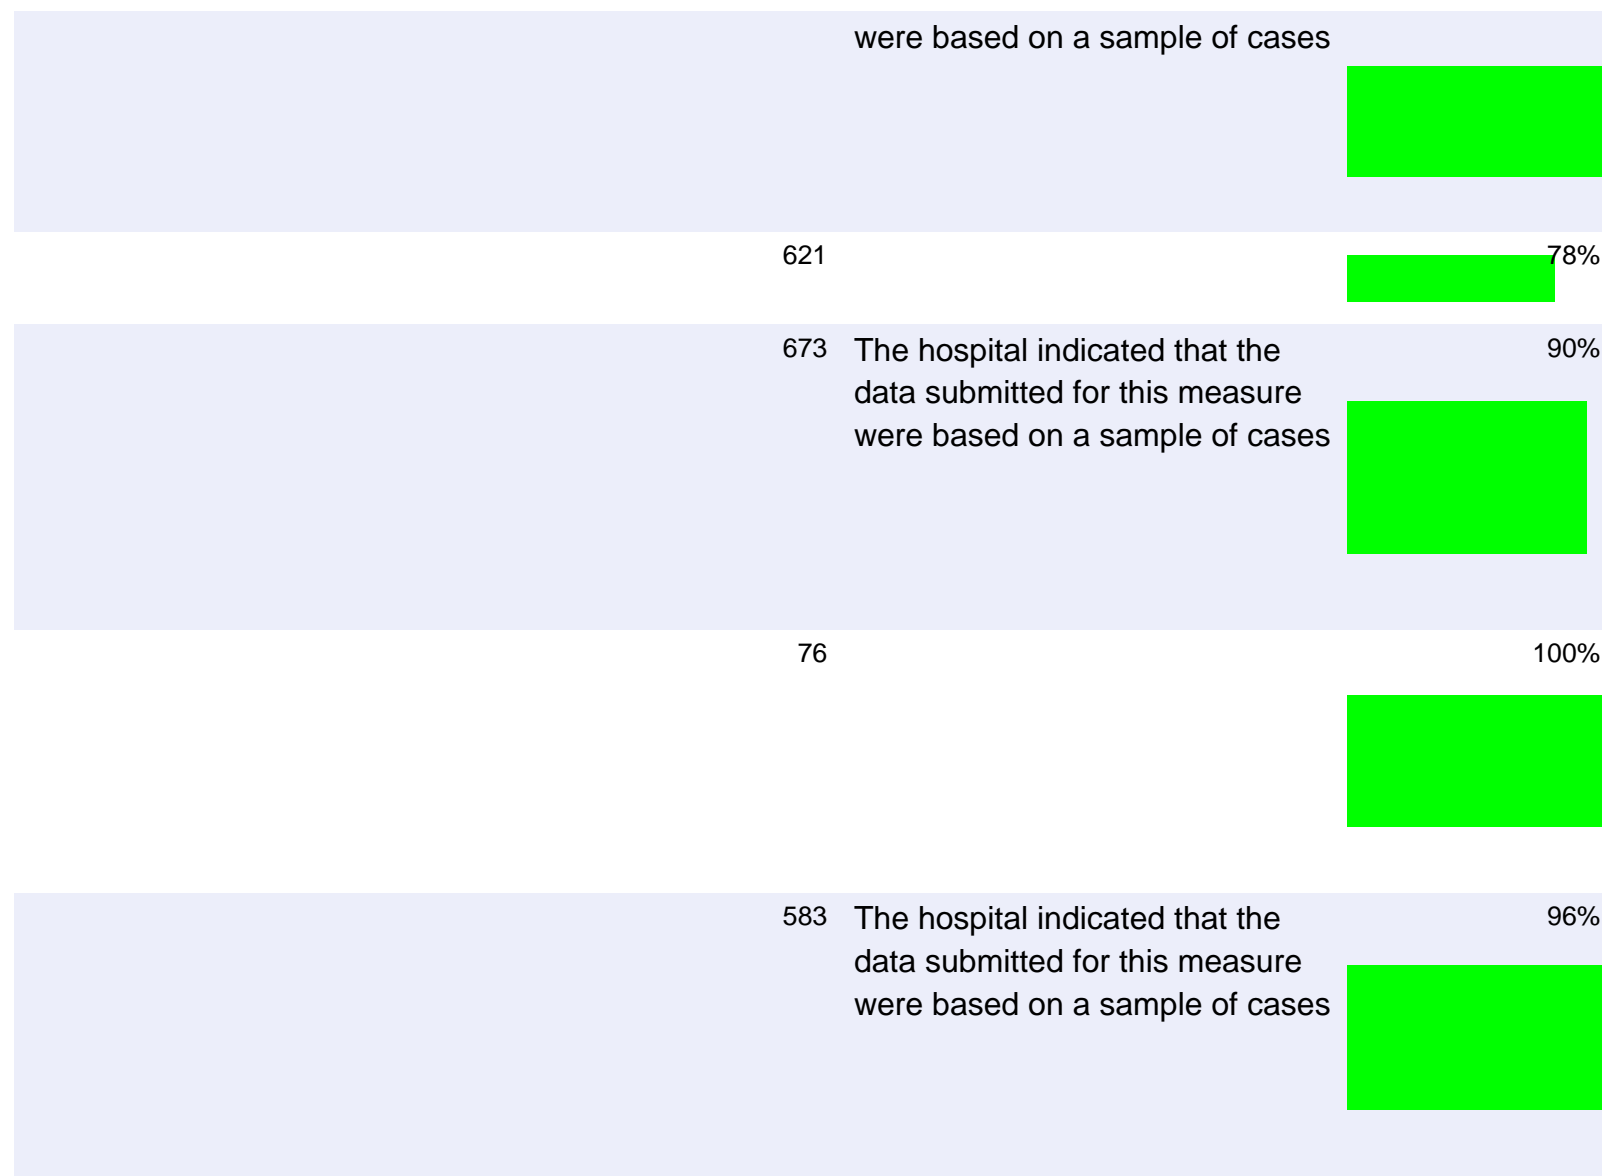 were based on a sample of cases
621 78%
673 The hospital indicated that the 90%
data submitted for this measure
were based on a sample of cases
76 100%
583 The hospital indicated that the 96%
data submitted for this measure
were based on a sample of cases